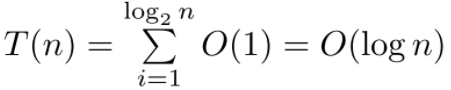 T(n) = \sum_{i=1}^{\log_2 n} O(1) = O(\log n)